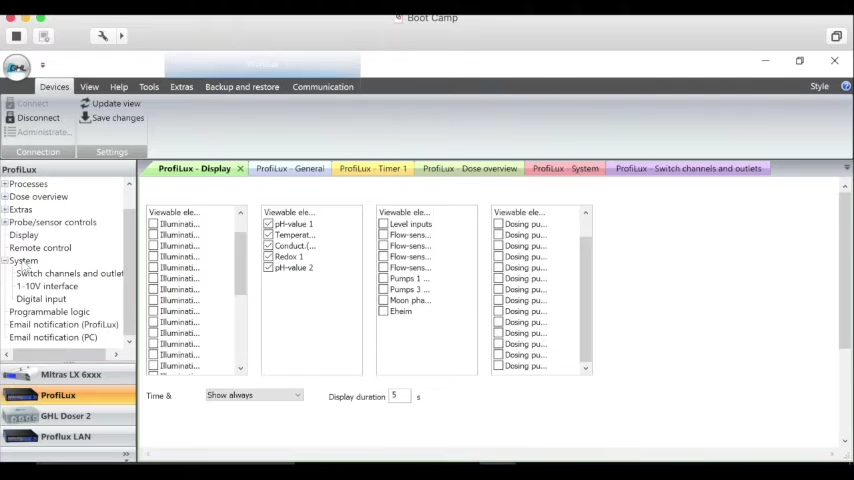 Boot Camp
ProfiLux
GHL
Devices View Help Tools Extras Backup and restore Communication Style
Connect Update view
Disconnect Save changes
Administrate...
Connection Settings
ProfiLux
ProfiLux - Display ProfiLux - General ProfiLux - Timer 1 ProfiLux - Dose overview ProfiLux - System ProfiLux - Switch channels and outlets
Processes
Dose overview
Extras
Probe/sensor controls
Display
Remote control
System
Switch channels and outlet
1-10V interface
Digital input
Programmable logic
Email notification (ProfiLux)
Email notification (PC)
Mitras LX 6xxx
ProfiLux
GHL Doser 2
Proflux LAN
Viewable ele...
Illuminati...
Illuminati...
Illuminati...
Illuminati...
Illuminati...
Illuminati...
Illuminati...
Illuminati...
Illuminati...
Illuminati...
Illuminati...
Illuminati...
Illuminati...
Illuminati...
Viewable ele...
pH-value 1
Temperat...
Conduct.(...
Redox 1
pH-value 2
Viewable ele...
Level inputs
Flow-sens...
Flow-sens...
Flow-sens...
Flow-sens...
Pumps 1 ...
Pumps 3 ...
Moon pha...
Eheim
Viewable ele...
Dosing pu...
Dosing pu...
Dosing pu...
Dosing pu...
Dosing pu...
Dosing pu...
Dosing pu...
Dosing pu...
Dosing pu...
Dosing pu...
Dosing pu...
Dosing pu...
Dosing pu...
Dosing pu...
Time & Show always Display duration 5 s